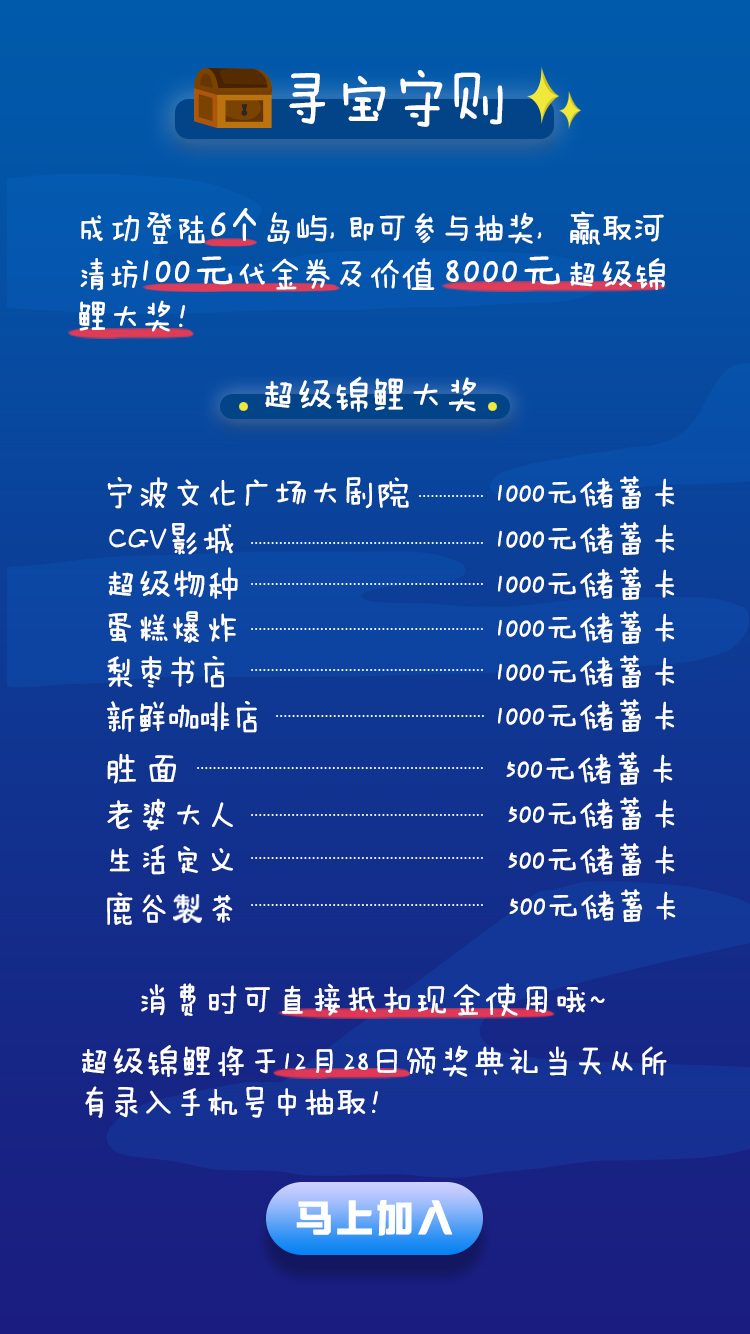 寻宝守则
成功登陆6个岛屿,即可参与抽奖,赢取河
清坊100元代金券及价值8000元超级锦
鲤大奖!
超级锦鲤大奖
宁波文化广场大剧院 1000元储蓄卡
CGV影城 1000元储蓄卡
超级物种 1000元储蓄卡
蛋糕爆炸 1000元储蓄卡
梨枣书店 1000元储蓄卡
新鲜咖啡店 1000元储蓄卡
胜面 500元储蓄卡
老婆大人 500元储蓄卡
生活定义 500元储蓄卡
鹿谷製茶 500元储蓄卡
消费时可直接抵扣现金使用哦~
超级锦鲤将于12月28日颁奖典礼当天从所
有录入手机号中抽取!
马上加入